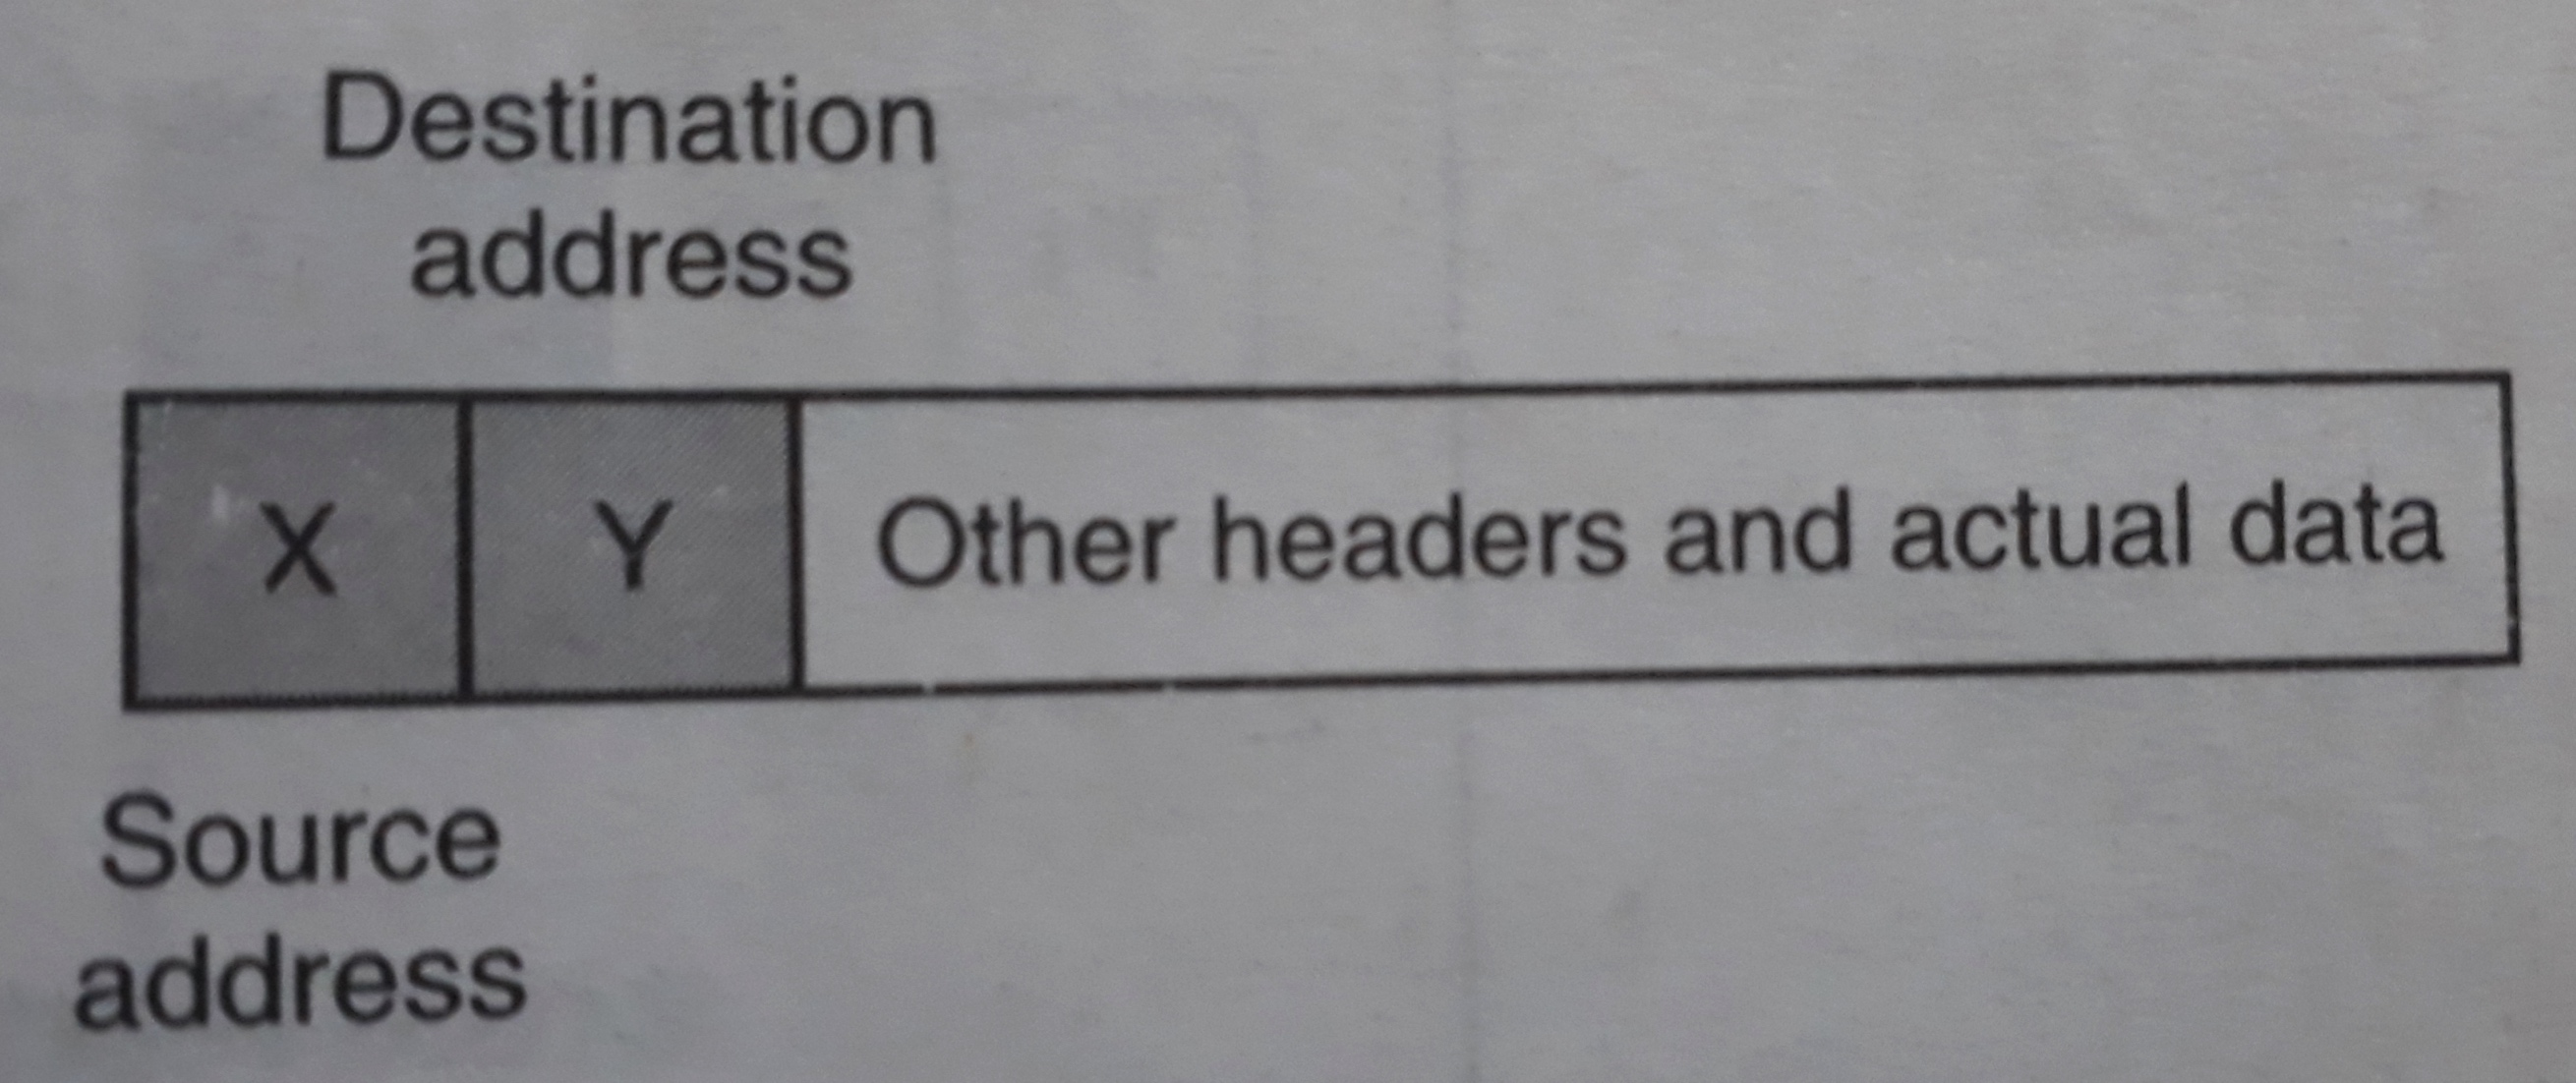 Destination
address
X Y Other headers and actual data
Source
address